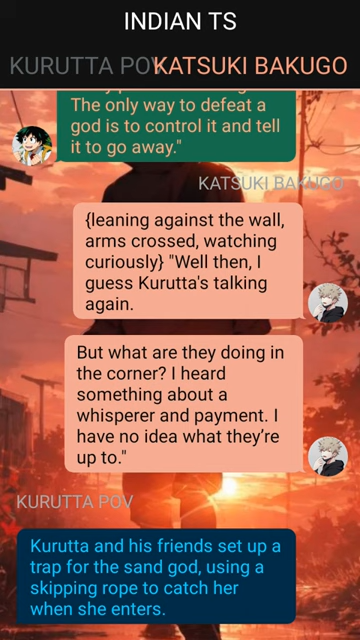 INDIAN TS
KURUTTA POV KATSUKI BAKUGO
The only way to defeat a
god is to control it and tell
it to go away."
KATSUKI BAKUGO
{leaning against the wall,
arms crossed, watching
curiously} "Well then, I
guess Kurutta's talking
again.
But what are they doing in
the corner? I heard
something about a
whisperer and payment. I
have no idea what they’re
up to."
KURUTTA POV
Kurutta and his friends set up a
trap for the sand god, using a
skipping rope to catch her
when she enters.